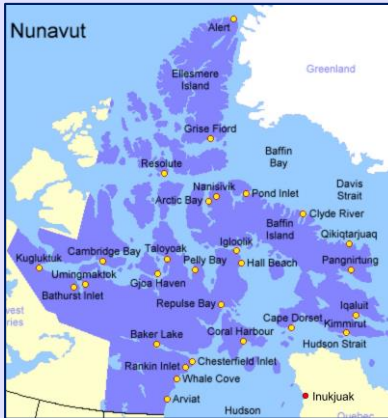 Nunavut
Alert
Greenland
Ellesmere
Island
Grise Fiord
Baffin
Bay
Resolute
Nanisivik
Pond Inlet
Davis
Strait
Arctic Bay
Clyde River
Baffin
Island
Qikiqtarjuaq
Igloolik
Taloyoak
Cambridge Bay
Kugluktuk
Pelly Bay
Hall Beach
Pangnirtung
Umingmaktok
Gjoa Haven
Bathurst Inlet
Repulse Bay
Iqaluit
west
ries
Cape Dorset
Kimmirut
Baker Lake
Coral Harbour
Hudson Strait
Chesterfield Inlet
Rankin Inlet
Whale Cove
Inukjuak
Arviat
Hudson
Quebec